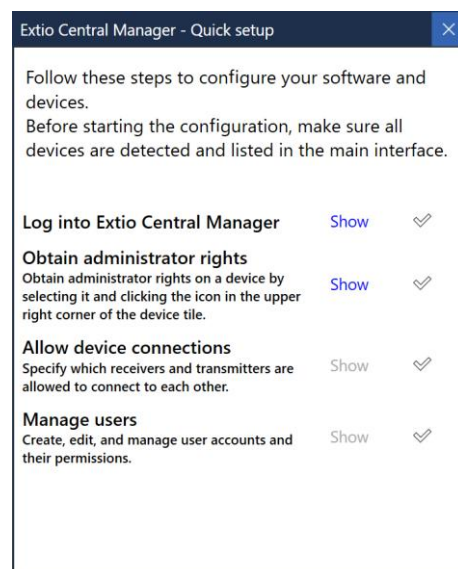 Extio Central Manager - Quick setup
Follow these steps to configure your software and
devices.
Before starting the configuration, make sure all
devices are detected and listed in the main interface.
Log into Extio Central Manager Show
Obtain administrator rights
Obtain administrator rights on a device by
selecting it and clicking the icon in the upper
right corner of the device tile.
Show
Allow device connections
Specify which receivers and transmitters are
allowed to connect to each other.
Show
Manage users
Create, edit, and manage user accounts and
their permissions.
Show